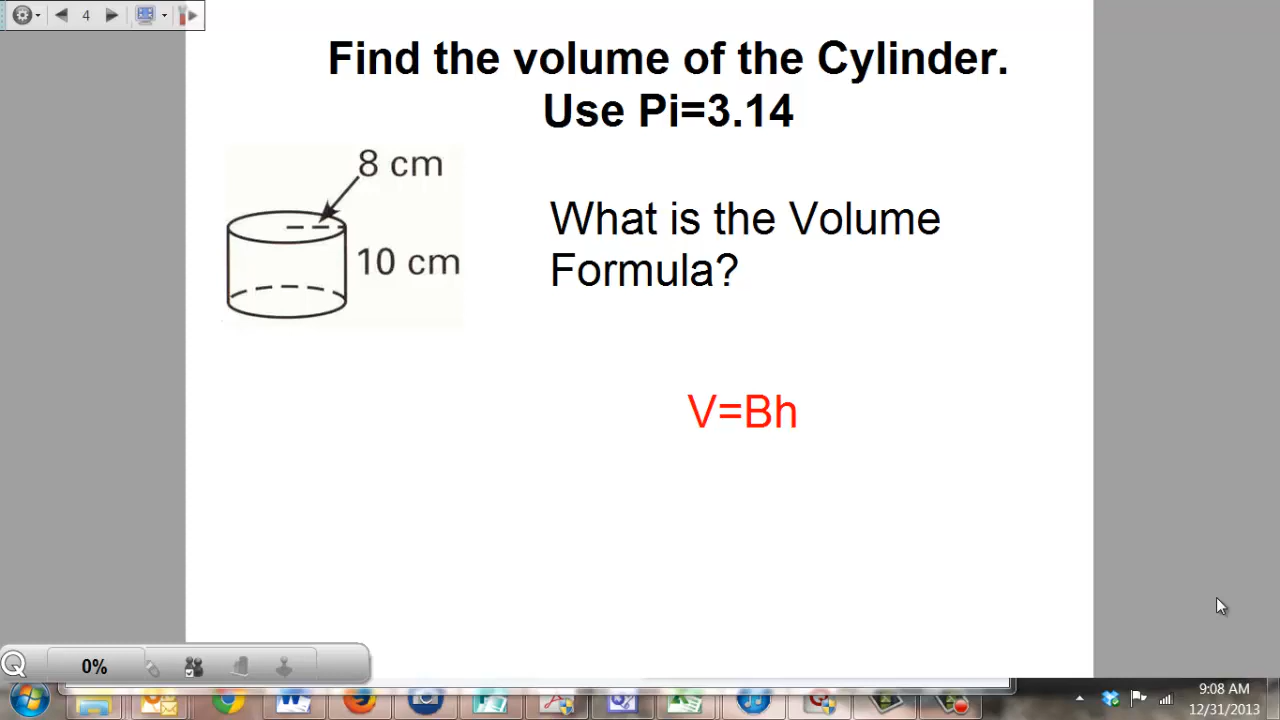 4
Find the volume of the Cylinder.
Use Pi=3.14
8 cm
10 cm
What is the Volume
Formula?
V=Bh
0%
9:08 AM
12/31/2013